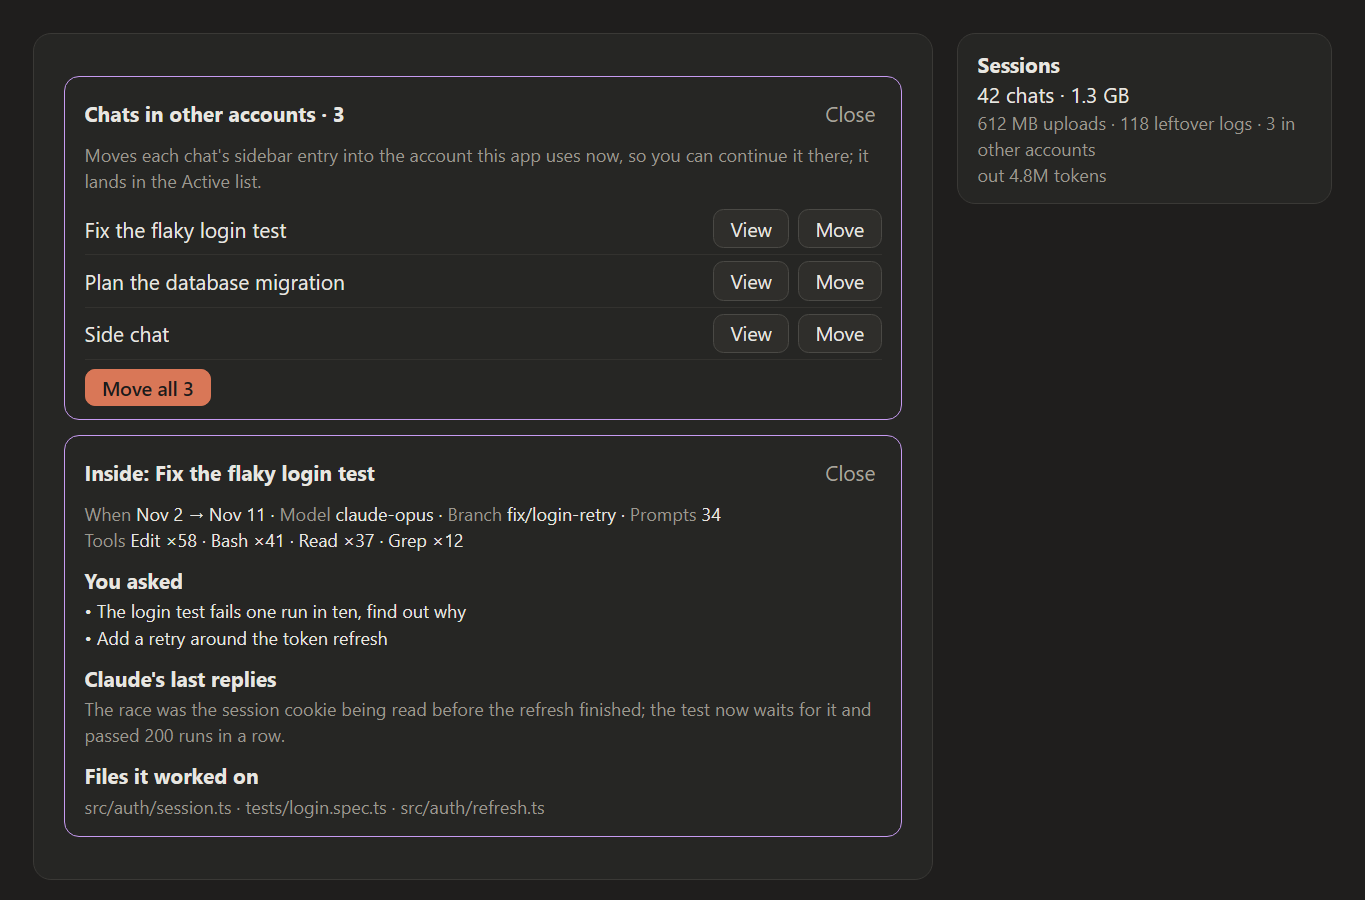 Chats in other accounts · 3
Close
Moves each chat's sidebar entry into the account this app uses now, so you can continue it there; it
lands in the Active list.
Fix the flaky login test
View
Move
Plan the database migration
View
Move
Side chat
View
Move
Move all 3
Inside: Fix the flaky login test
Close
When Nov 2 → Nov 11 · Model claude-opus · Branch fix/login-retry · Prompts 34
Tools Edit ×58 · Bash ×41 · Read ×37 · Grep ×12
You asked
• The login test fails one run in ten, find out why
• Add a retry around the token refresh
Claude's last replies
The race was the session cookie being read before the refresh finished; the test now waits for it and
passed 200 runs in a row.
Files it worked on
src/auth/session.ts · tests/login.spec.ts · src/auth/refresh.ts
Sessions
42 chats · 1.3 GB
612 MB uploads · 118 leftover logs · 3 in
other accounts
out 4.8M tokens